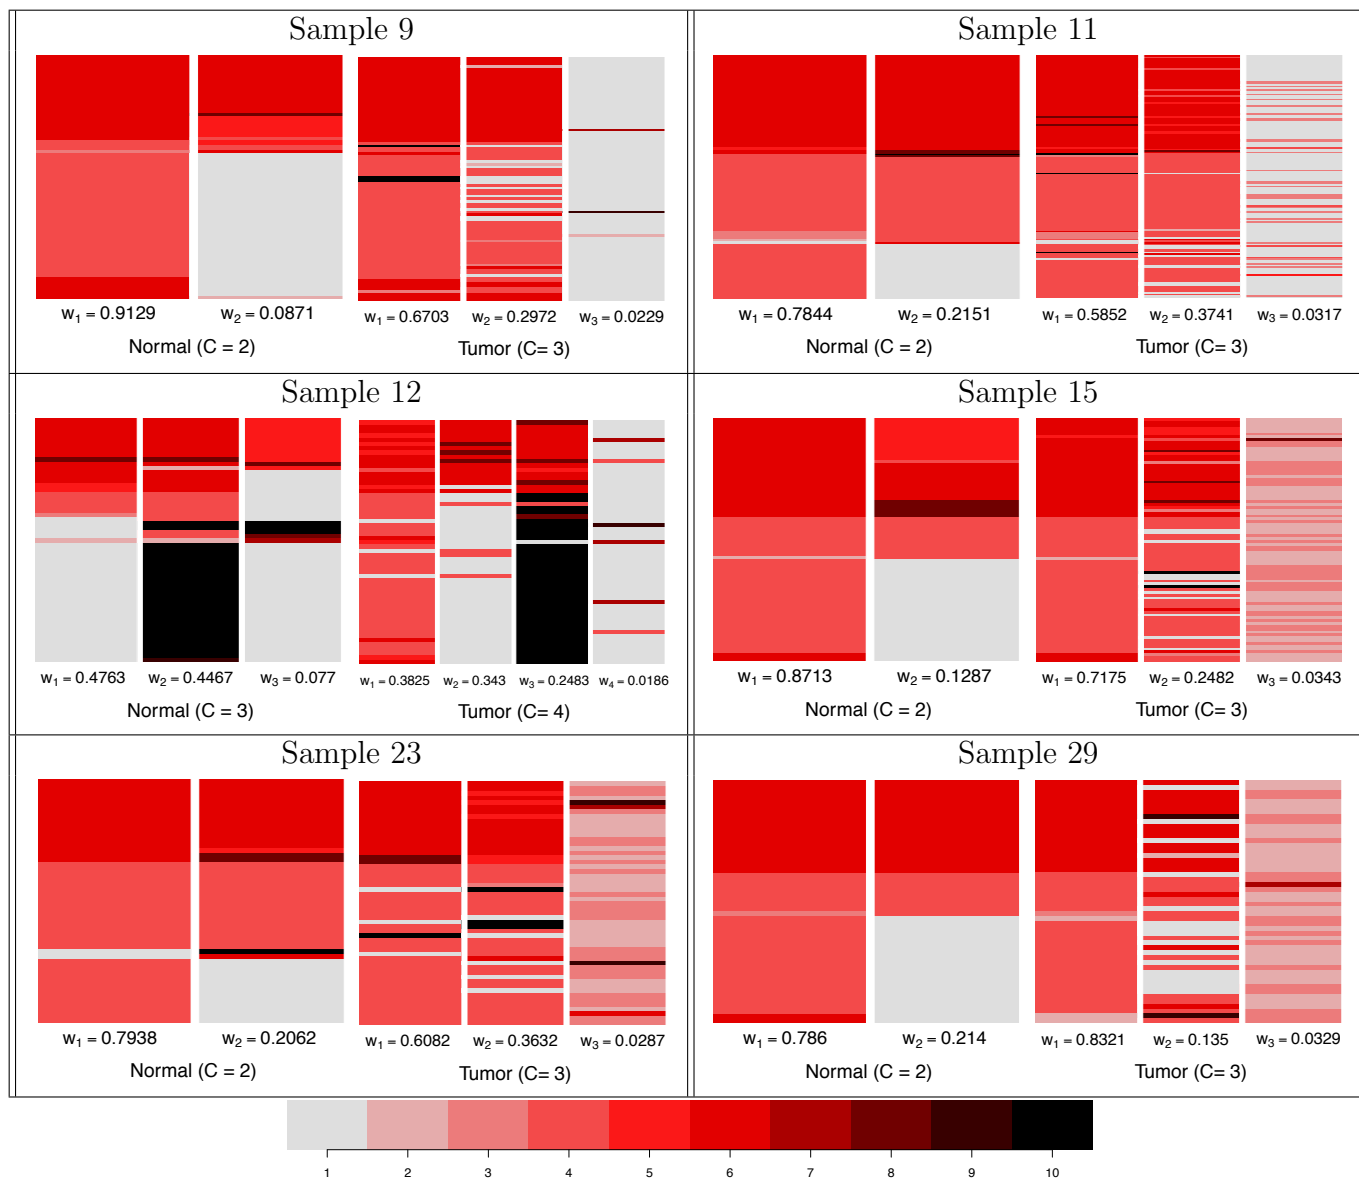 Sample 9
w1 = 0.9129 w2 = 0.0871 w1 = 0.6703 w2 = 0.2972 w3 = 0.0229
Normal (C = 2) Tumor (C= 3)
Sample 11
w1 = 0.7844 w2 = 0.2151 w1 = 0.5852 w2 = 0.3741 w3 = 0.0317
Normal (C = 2) Tumor (C= 3)
Sample 12
w1 = 0.4763 w2 = 0.4467 w3 = 0.077 w1 = 0.3825 w2 = 0.343 w3 = 0.2483 w4 = 0.0186
Normal (C = 3) Tumor (C= 4)
Sample 15
w1 = 0.8713 w2 = 0.1287 w1 = 0.7175 w2 = 0.2482 w3 = 0.0343
Normal (C = 2) Tumor (C= 3)
Sample 23
w1 = 0.7938 w2 = 0.2062 w1 = 0.6082 w2 = 0.3632 w3 = 0.0287
Normal (C = 2) Tumor (C= 3)
Sample 29
w1 = 0.786 w2 = 0.214 w1 = 0.8321 w2 = 0.135 w3 = 0.0329
Normal (C = 2) Tumor (C= 3)
1 2 3 4 5 6 7 8 9 10